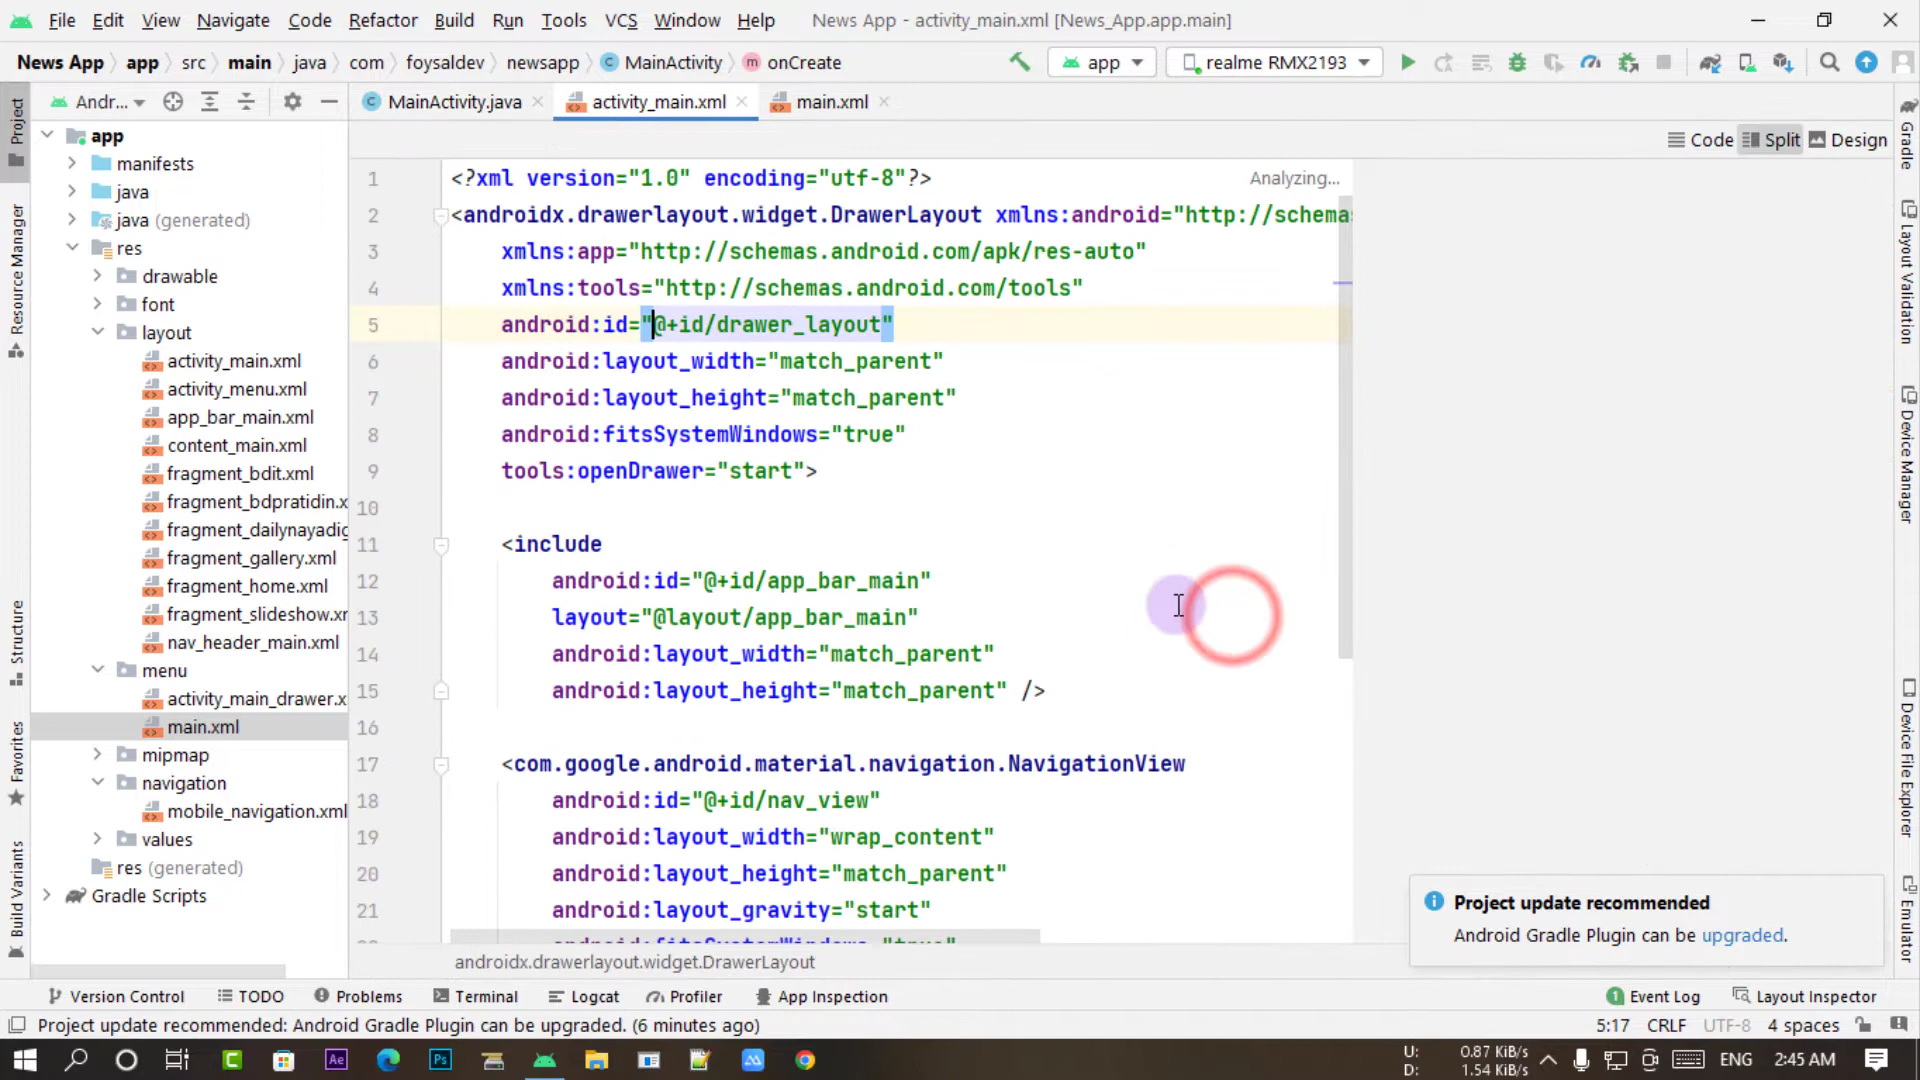 File Edit View Navigate Code Refactor Build Run Tools VCS Window Help News App - activity_main.xml [News_App.app.main]
News App app src main java com foysaldev newsapp MainActivity onCreate app realme RMX2193
Andr... MainActivity.java activity_main.xml main.xml
Code Split Design
Project
Resource Manager
Structure
Favorites
Build Variants
app
manifests
java
java (generated)
res
drawable
font
layout
activity_main.xml
activity_menu.xml
app_bar_main.xml
content_main.xml
fragment_bdit.xml
fragment_bdpratidin.x
fragment_dailynayadig
fragment_gallery.xml
fragment_home.xml
fragment_slideshow.xr
nav_header_main.xml
menu
activity_main_drawer.x
main.xml
mipmap
navigation
mobile_navigation.xml
values
res (generated)
Gradle Scripts
1 <?xml version="1.0" encoding="utf-8"?> Analyzing...
2 <androidx.drawerlayout.widget.DrawerLayout xmlns:android="http://schemas
3 xmlns:app="http://schemas.android.com/apk/res-auto"
4 xmlns:tools="http://schemas.android.com/tools"
5 android:id="@+id/drawer_layout"
6 android:layout_width="match_parent"
7 android:layout_height="match_parent"
8 android:fitsSystemWindows="true"
9 tools:openDrawer="start">
10
11 <include
12 android:id="@+id/app_bar_main"
13 layout="@layout/app_bar_main"
14 android:layout_width="match_parent"
15 android:layout_height="match_parent" />
16
17 <com.google.android.material.navigation.NavigationView
18 android:id="@+id/nav_view"
19 android:layout_width="wrap_content"
20 android:layout_height="match_parent"
21 android:layout_gravity="start"
androidx.drawerlayout.widget.DrawerLayout
Gradle
Layout Validation
Device Manager
Device File Explorer
Emulator
Project update recommended
Android Gradle Plugin can be upgraded.
Version Control TODO Problems Terminal Logcat Profiler App Inspection 1 Event Log Layout Inspector
Project update recommended: Android Gradle Plugin can be upgraded. (6 minutes ago) 5:17 CRLF UTF-8 4 spaces
U: 0.87 KiB/s
D: 1.54 KiB/s
ENG 2:45 AM